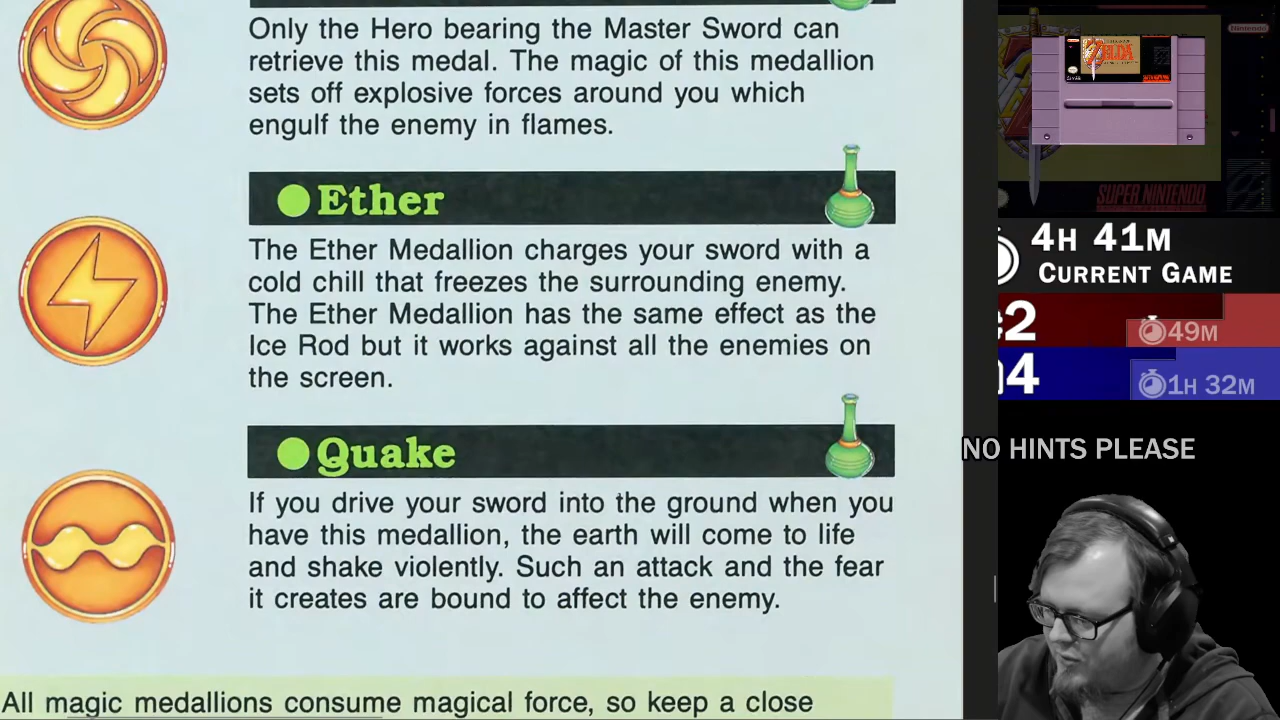 Only the Hero bearing the Master Sword can
retrieve this medal. The magic of this medallion
sets off explosive forces around you which
engulf the enemy in flames.
Ether
The Ether Medallion charges your sword with a
cold chill that freezes the surrounding enemy.
The Ether Medallion has the same effect as the
Ice Rod but it works against all the enemies on
the screen.
Quake
If you drive your sword into the ground when you
have this medallion, the earth will come to life
and shake violently. Such an attack and the fear
it creates are bound to affect the enemy.
All magic medallions consume magical force, so keep a close
Nintendo
ZELDA
SUPER NINTENDO
4H 41M
CURRENT GAME
2
49M
4
1H 32M
NO HINTS PLEASE